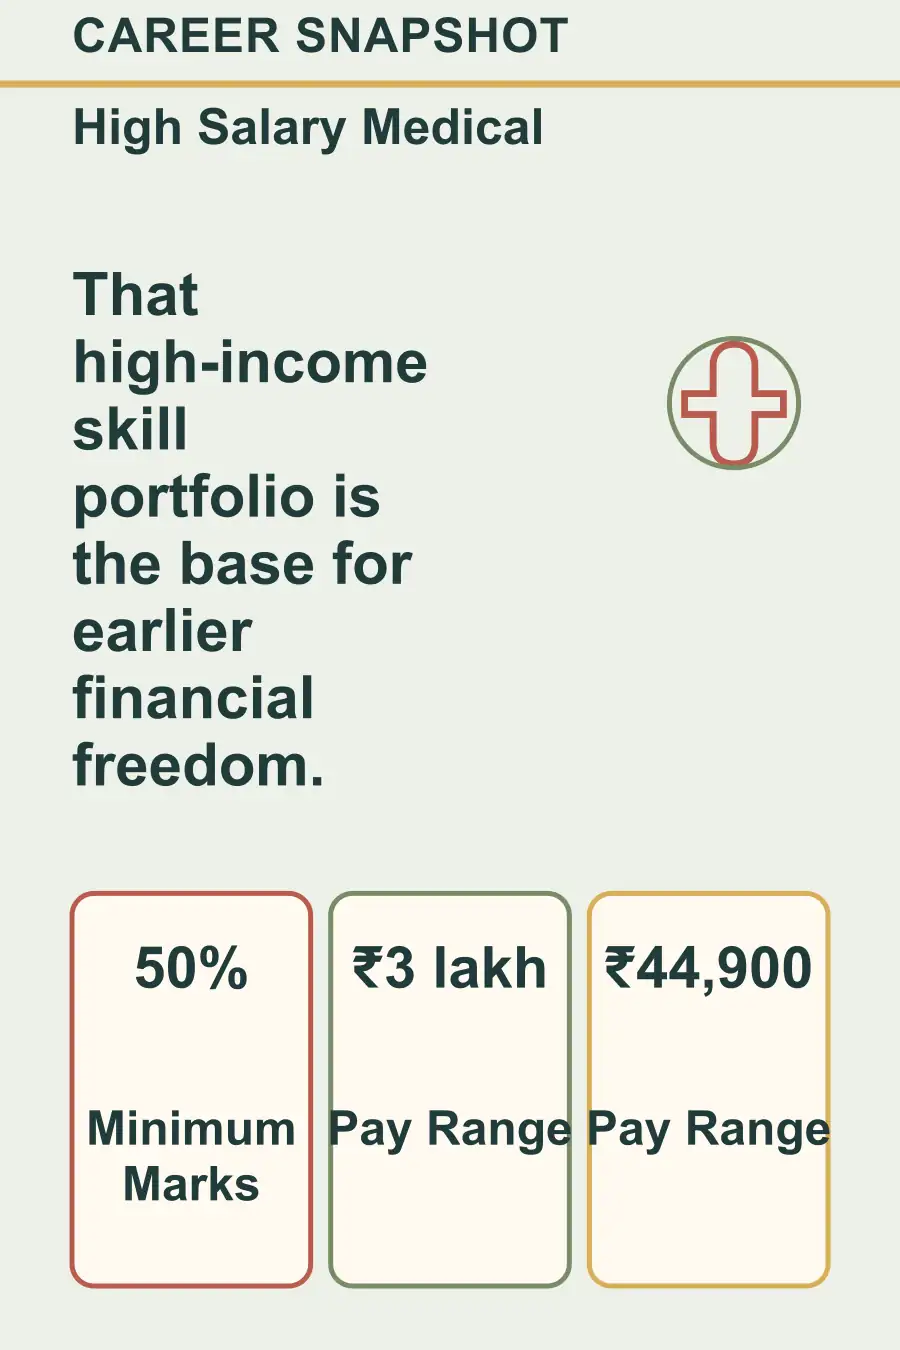 CAREER SNAPSHOT
High Salary Medical
That
high-income
skill
portfolio is
the base for
earlier
financial
freedom.
50%
Minimum
Marks
₹3 lakh
Pay Range
₹44,900
Pay Range